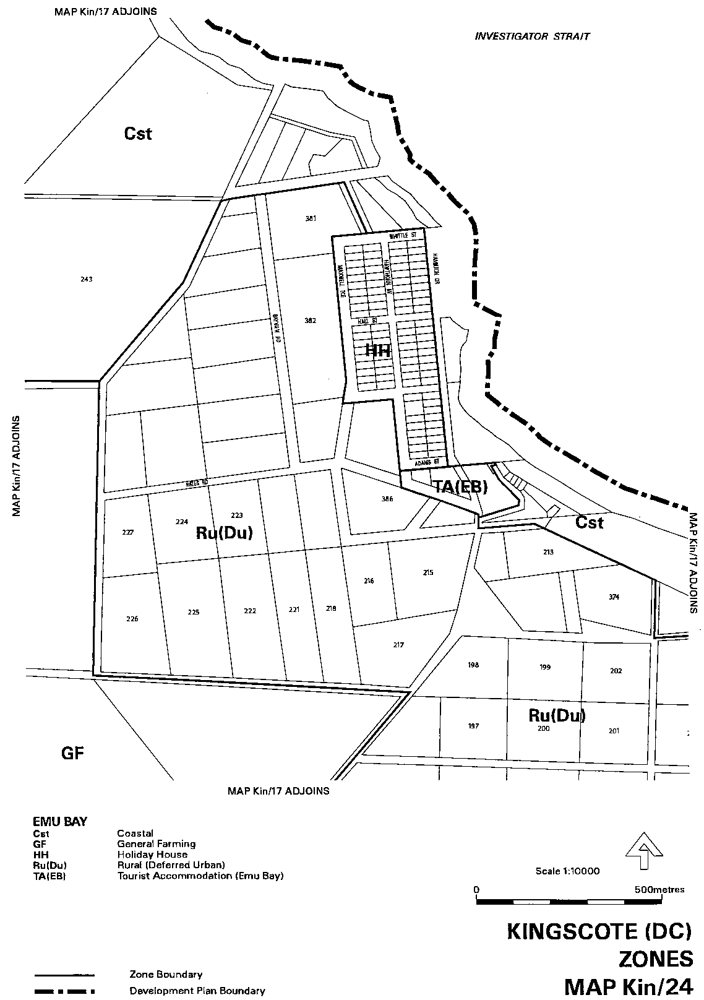 MAP Kin/17 ADJOINS
INVESTIGATOR STRAIT
Cst
381
WHITTLE ST
HAMILTON DR
HAWTHORN AV
MAXWELL TCE
243
382
BAYVIEW RD
HALL ST
HH
MAP Kin/17 ADJOINS
ADAMS ST
BATES RD
TA(EB)
386
224
223
227
Ru(Du)
Cst
MAP Kin/17 ADJOINS
213
215
216
374
226
225
222
221
218
217
198
199
202
Ru(Du)
197
200
201
GF
MAP Kin/17 ADJOINS
EMU BAY
Cst Coastal
GF General Farming
HH Holiday House
Ru(Du) Rural (Deferred Urban)
TA(EB) Tourist Accommodation (Emu Bay)
Scale 1:10000
0 500metres
KINGSCOTE (DC)
ZONES
MAP Kin/24
Zone Boundary
Development Plan Boundary